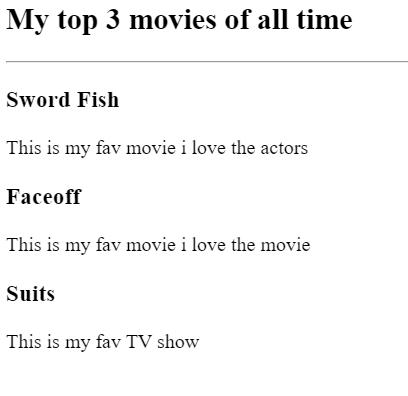 My top 3 movies of all time
Sword Fish
This is my fav movie i love the actors
Faceoff
This is my fav movie i love the movie
Suits
This is my fav TV show